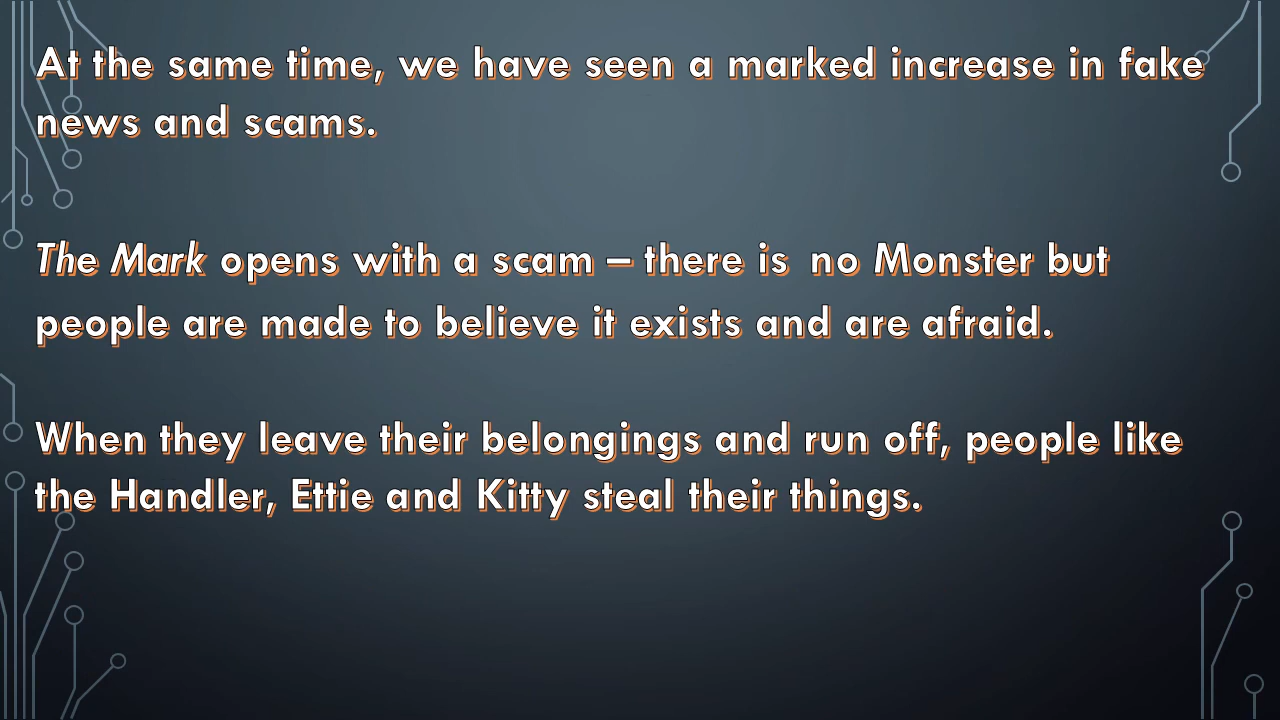 At the same time, we have seen a marked increase in fake
news and scams.
The Mark opens with a scam – there is  no Monster but
people are made to believe it exists and are afraid.
When they leave their belongings and run off, people like
the Handler, Ettie and Kitty steal their things.